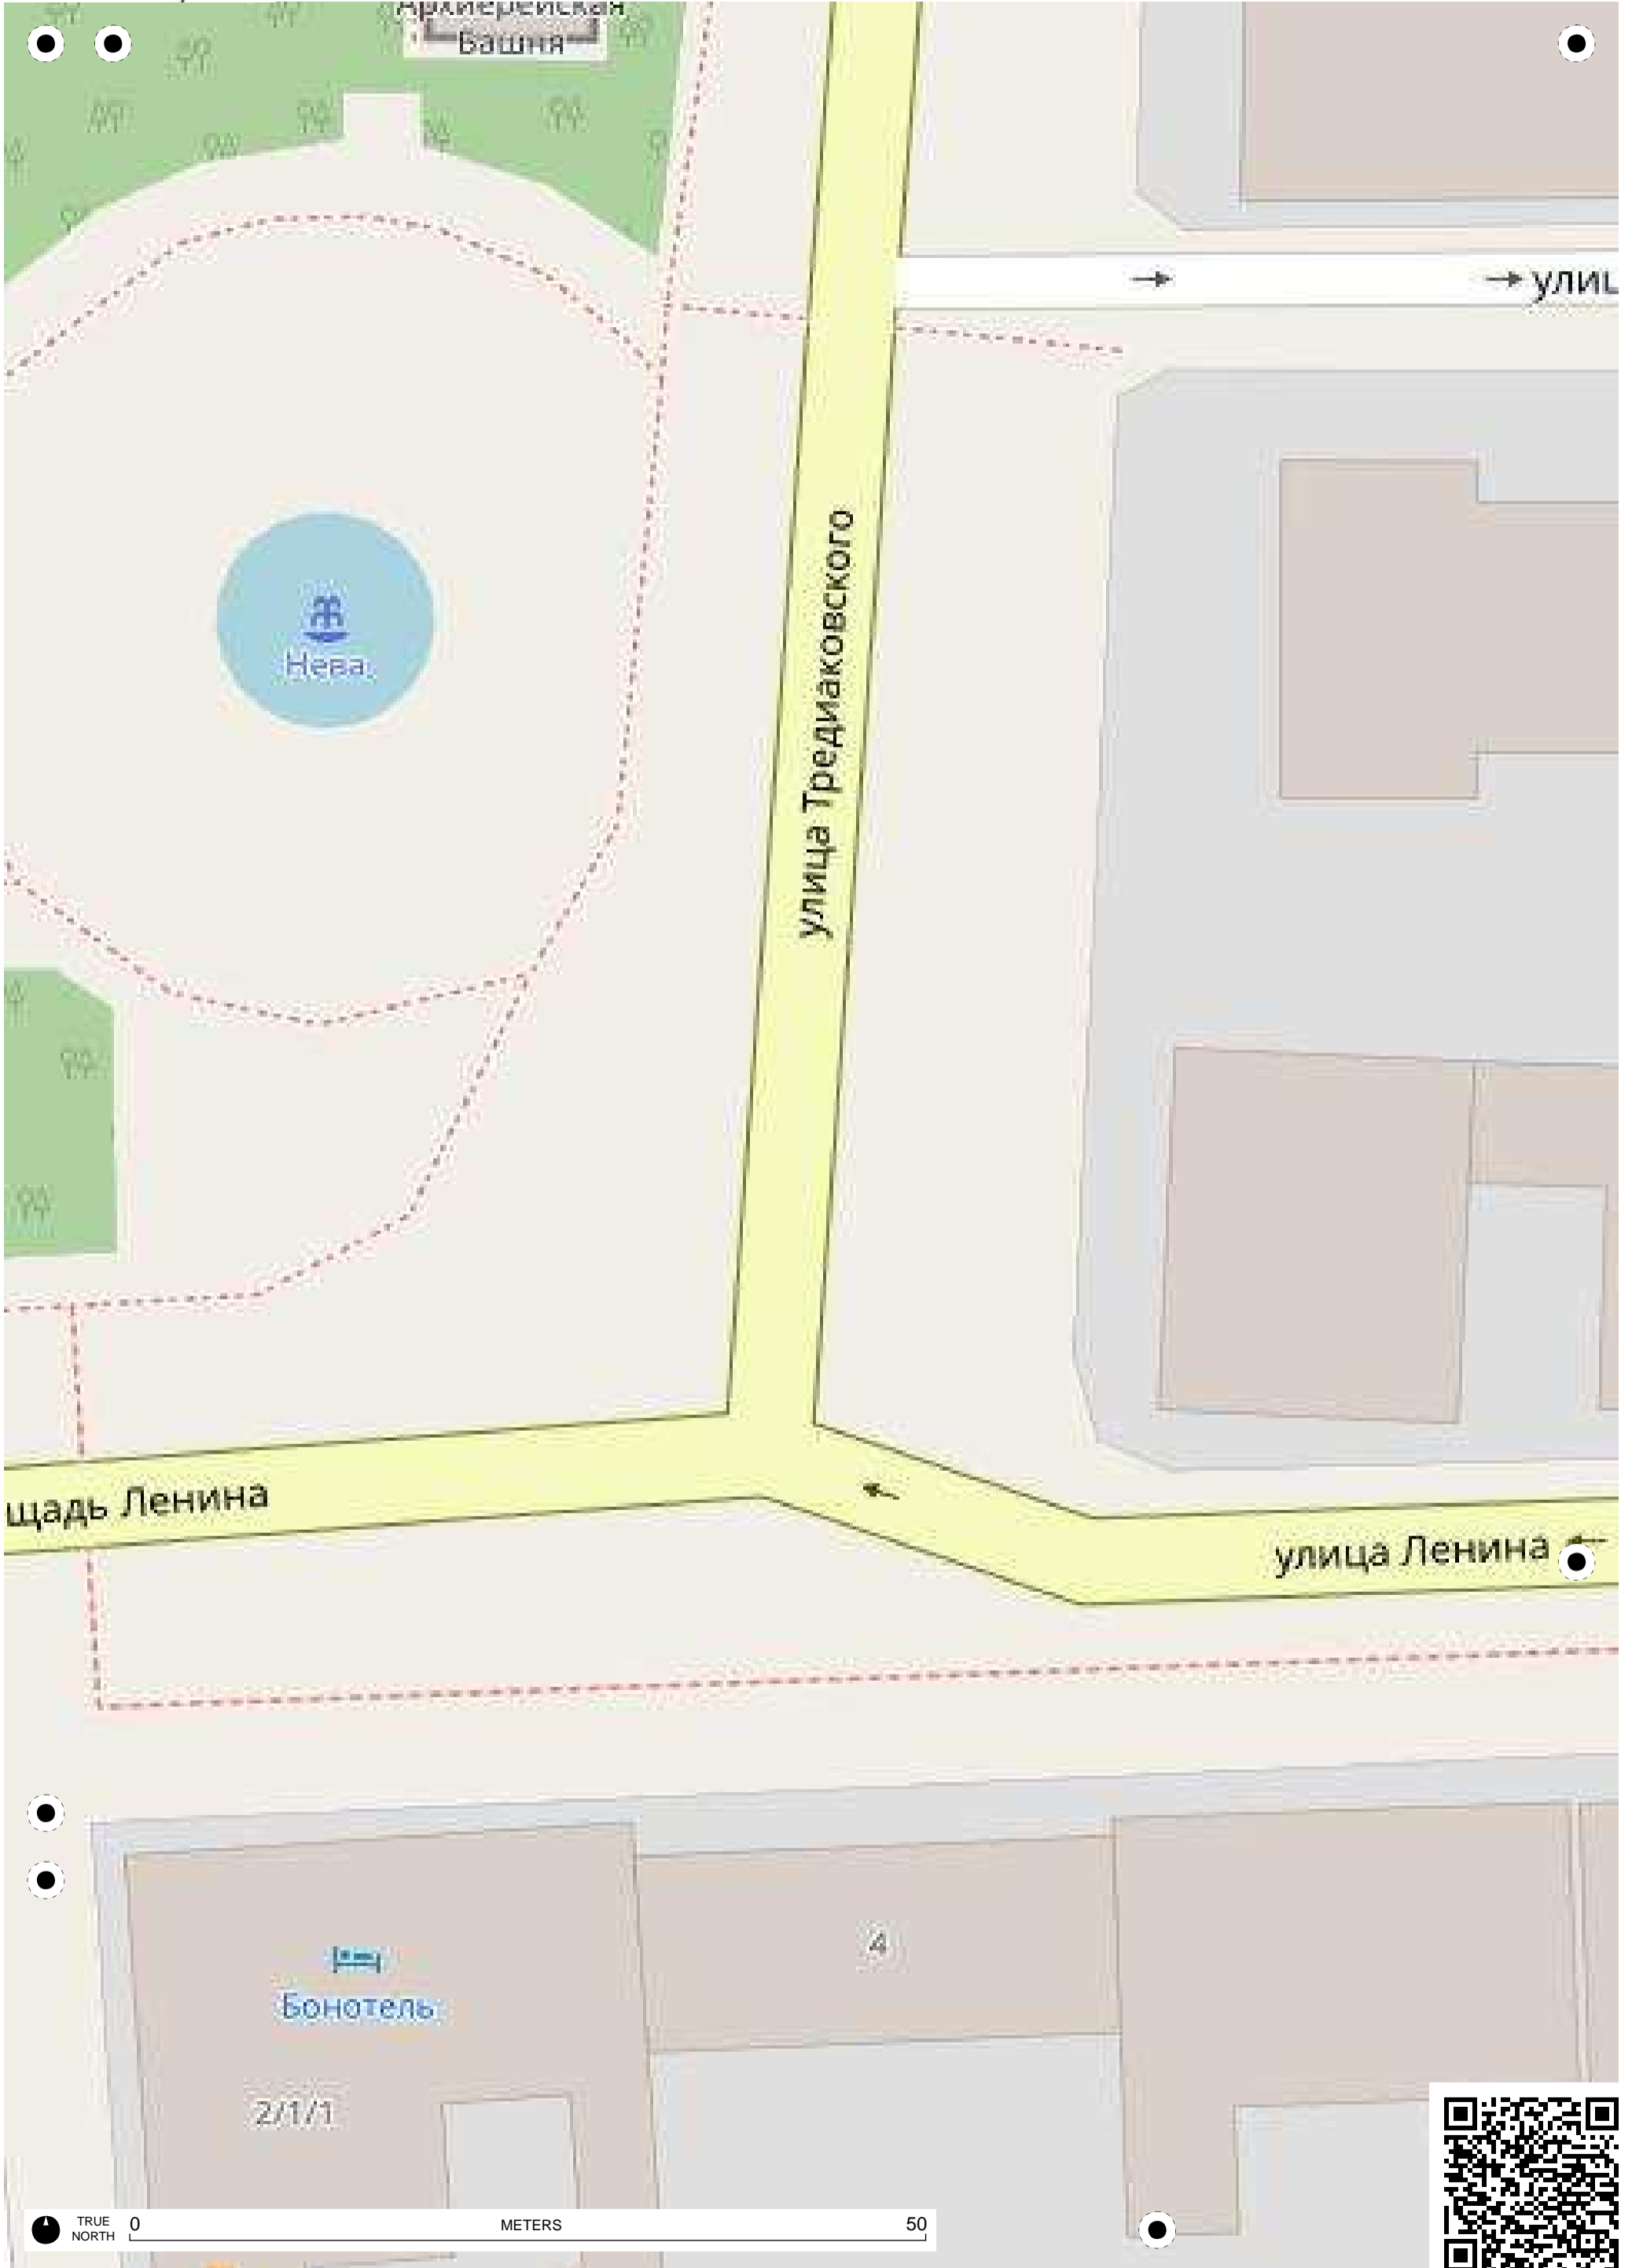 Архиерейская
Башня
улиц
Нева
улица Тредиаковского
щадь Ленина
улица Ленина
4
Бонотель
2/1/1
TRUE
NORTH
0 METERS 50